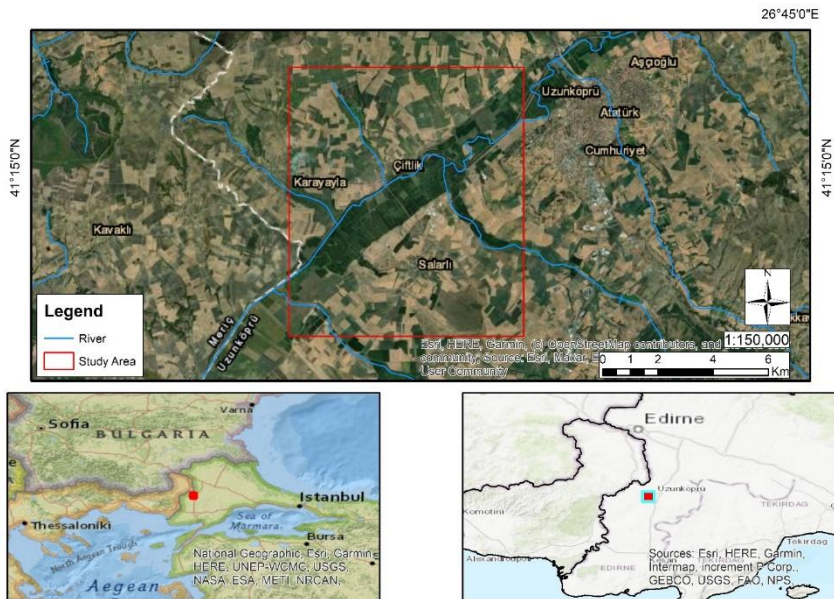 26°45'0"E
41°15'0"N
41°15'0"N
Aşçıoğlu
Uzunköprü
Atatürk
Cumhuriyet
Çiftlik
Karayayla
Kavaklı
Salarlı
Meriç
Uzunköprü
Legend
River
Study Area
N
kkav
Esri, HERE, Garmin, (c) OpenStreetMap contributors, and
community; Source: Esri, Maxar, E
User Community
1:150,000
0 1 2 4 6
Km
Varna
Sofia
BULGARIA
Istanbul
Sea of
Marmara
Thessaloniki
Bursa
North Aegean Trough
Aegean
National Geographic, Esri, Garmin,
HERE, UNEP-WCMC, USGS,
NASA, ESA, METI, NRCAN,
Edirne
Uzunköprü
Komotini
TEKIRDAG
Tekirdag
Alexandroupoli
EDIRNE
Kesan
TEKIRDAG
Sources: Esri, HERE, Garmin,
Intermap, increment P Corp.,
GEBCO, USGS, FAO, NPS,